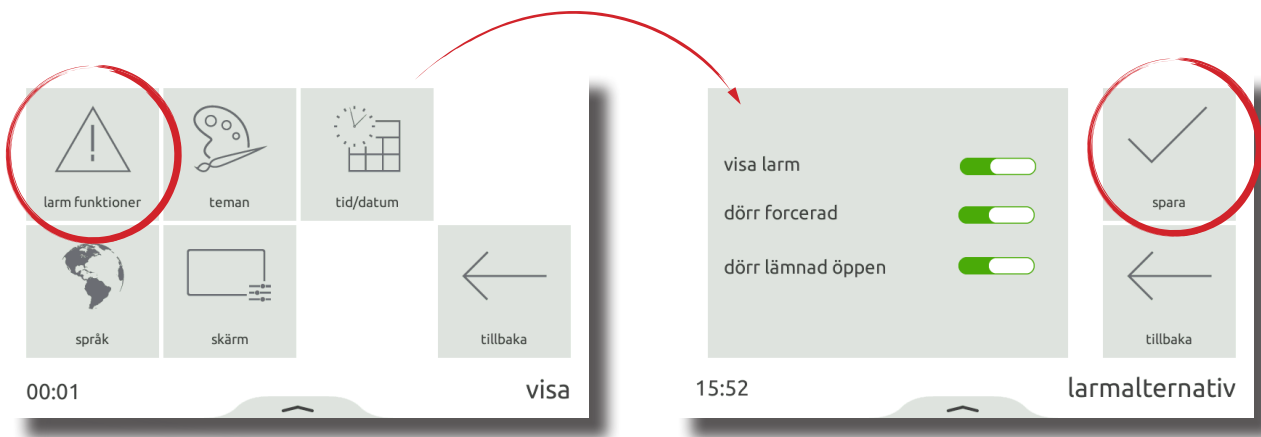 larm funktioner
teman
tid/datum
språk
skärm
tillbaka
00:01
visa
visa larm
dörr forcerad
dörr lämnad öppen
spara
tillbaka
15:52
larmalternativ